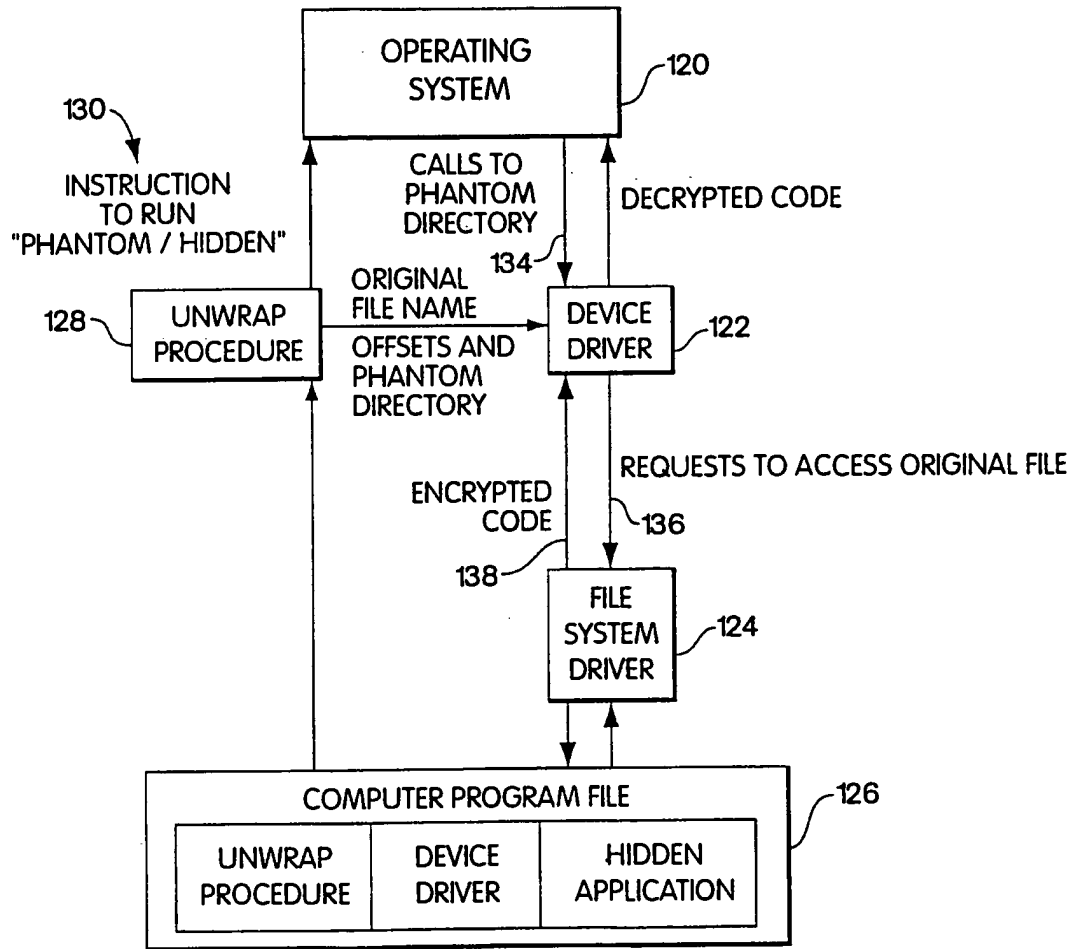 OPERATING
SYSTEM
120
130
INSTRUCTION
TO RUN
"PHANTOM / HIDDEN"
CALLS TO
PHANTOM
DIRECTORY
134
DECRYPTED CODE
128
UNWRAP
PROCEDURE
ORIGINAL
FILE NAME
OFFSETS AND
PHANTOM
DIRECTORY
DEVICE
DRIVER
122
REQUESTS TO ACCESS ORIGINAL FILE
136
ENCRYPTED
CODE
138
FILE
SYSTEM
DRIVER
124
COMPUTER PROGRAM FILE
126
UNWRAP
PROCEDURE
DEVICE
DRIVER
HIDDEN
APPLICATION